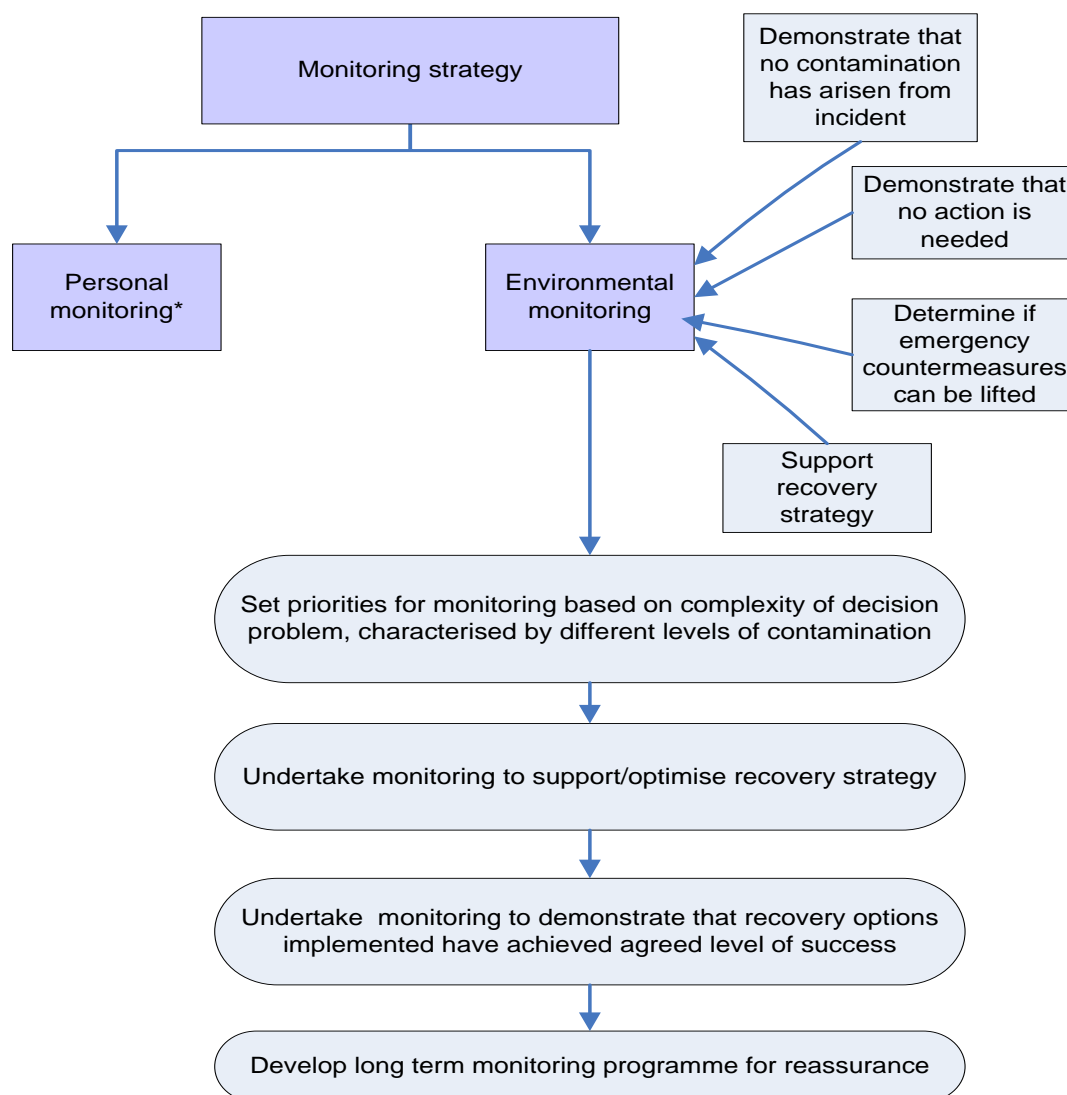 Monitoring strategy
Demonstrate that
no contamination
has arisen from
incident
Demonstrate that
no action is
needed
Personal
monitoring*
Environmental
monitoring
Determine if
emergency
countermeasures
can be lifted
Support
recovery
strategy
Set priorities for monitoring based on complexity of decision
problem, characterised by different levels of contamination
Undertake monitoring to support/optimise recovery strategy
Undertake  monitoring to demonstrate that recovery options
implemented have achieved agreed level of success
Develop long term monitoring programme for reassurance